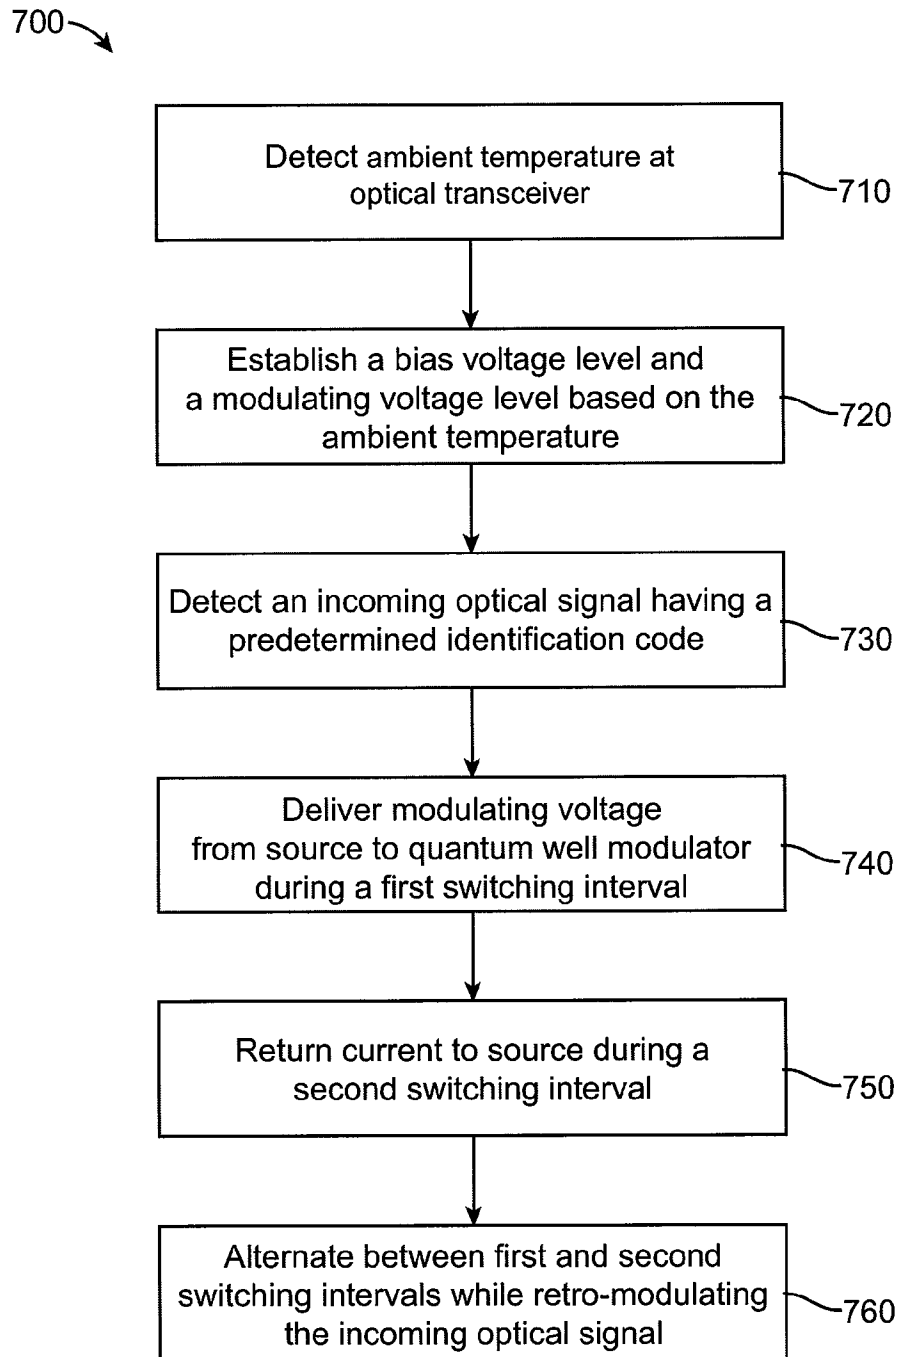 700
Detect ambient temperature at
optical transceiver
710
Establish a bias voltage level and
a modulating voltage level based on the
ambient temperature
720
Detect an incoming optical signal having a
predetermined identification code
730
Deliver modulating voltage
from source to quantum well modulator
during a first switching interval
740
Return current to source during a
second switching interval
750
Alternate between first and second
switching intervals while retro-modulating
the incoming optical signal
760